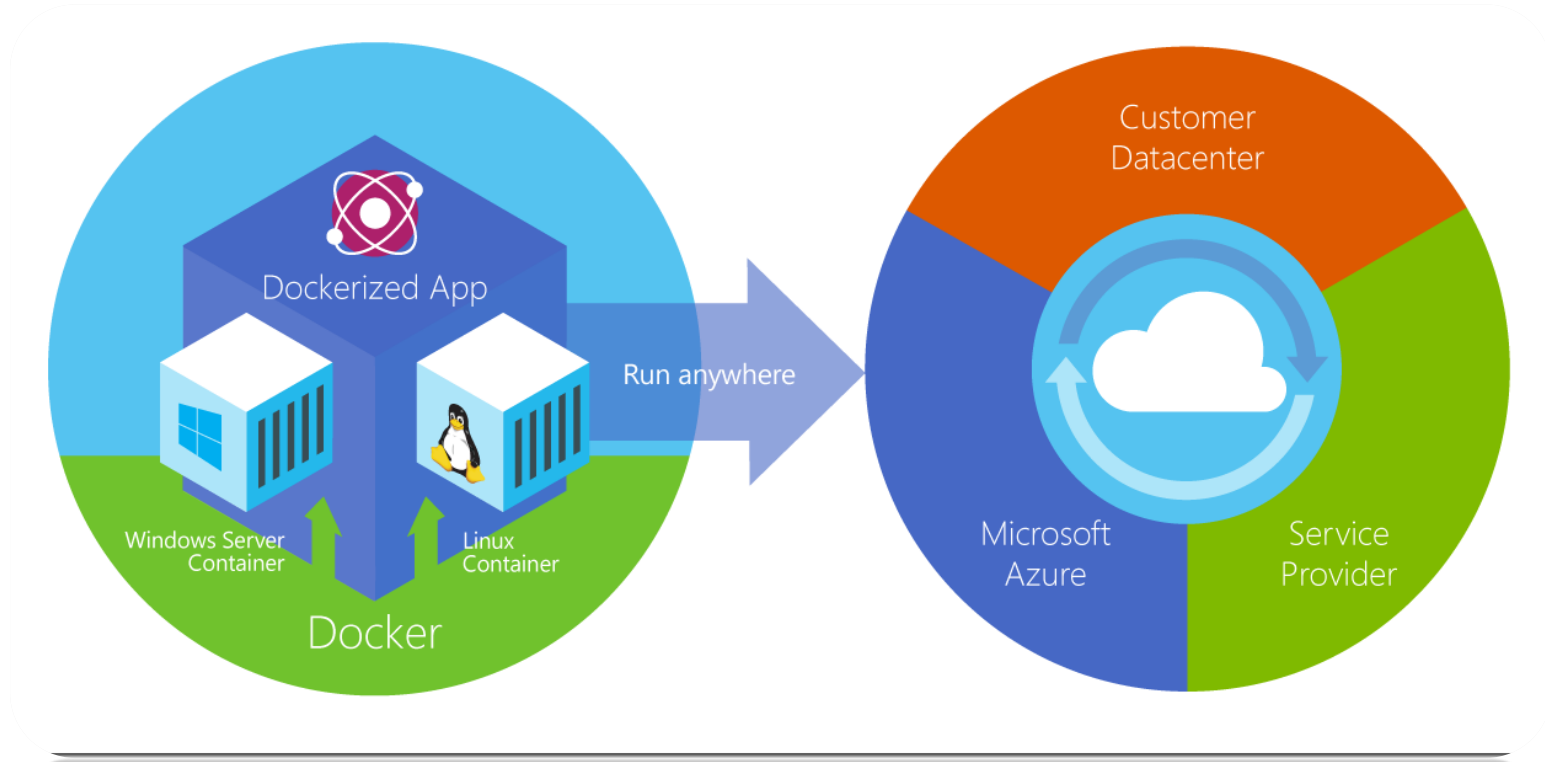 Dockerized App
Windows Server
Container
Linux
Container
Docker
Run anywhere
Customer
Datacenter
Microsoft
Azure
Service
Provider